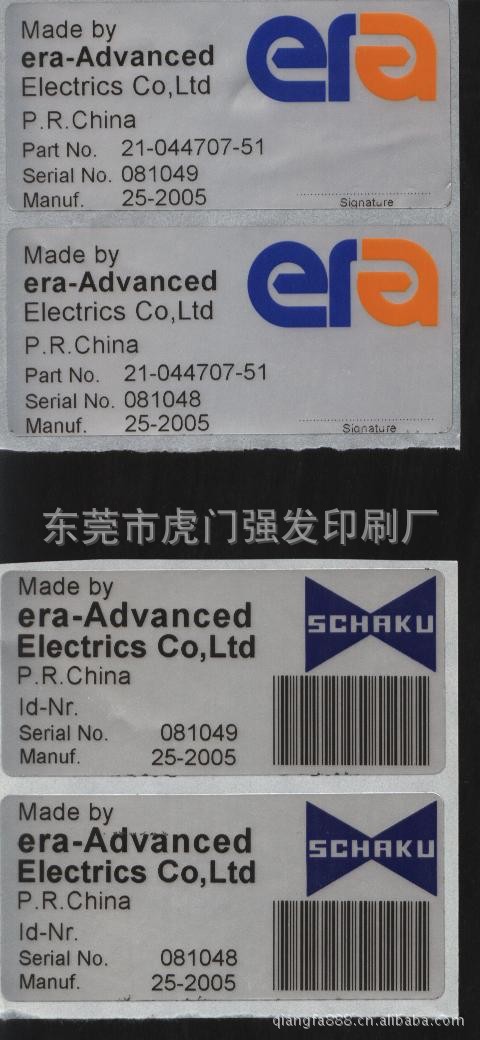 Made by
era-Advanced
Electrics Co,Ltd
P.R.China
Part No. 21-044707-51
Serial No. 081049
Manuf. 25-2005
era
Signature
Made by
era-Advanced
Electrics Co,Ltd
P.R.China
Part No. 21-044707-51
Serial No. 081048
Manuf. 25-2005
era
Signature
东莞市虎门强发印刷厂
Made by
era-Advanced
Electrics Co,Ltd
P.R.China
Id-Nr.
Serial No. 081049
Manuf. 25-2005
SCHAKU
Made by
era-Advanced
Electrics Co,Ltd
P.R.China
Id-Nr.
Serial No. 081048
Manuf. 25-2005
SCHAKU
qiangfa888.cn.alibaba.com